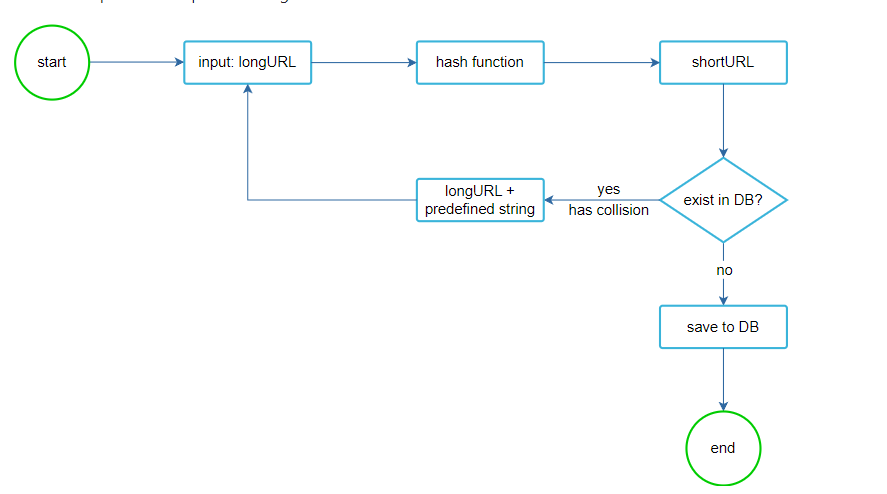 start
input: longURL
hash function
shortURL
longURL +
predefined string
yes
has collision
exist in DB?
no
save to DB
end